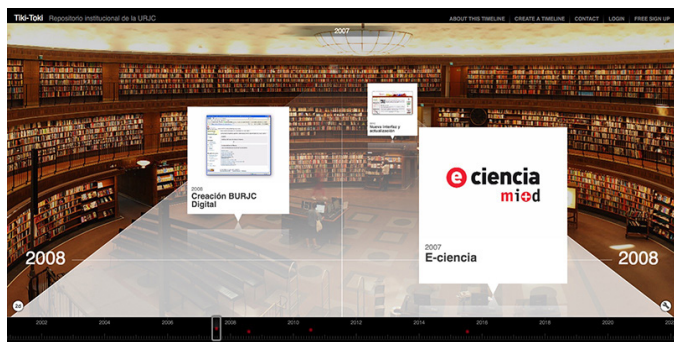 Tiki-Toki Repositorio institucional de la URJC
ABOUT THIS TIMELINE
CREATE A TIMELINE
CONTACT
LOGIN
FREE SIGN UP
2007
Nuevo interfaz y
actualización
2008
Creación BURJC
Digital
e ciencia
mi+d
2007
E-ciencia
2008
2008
2d
2002
2004
2006
2008
2010
2012
2014
2016
2018
2020